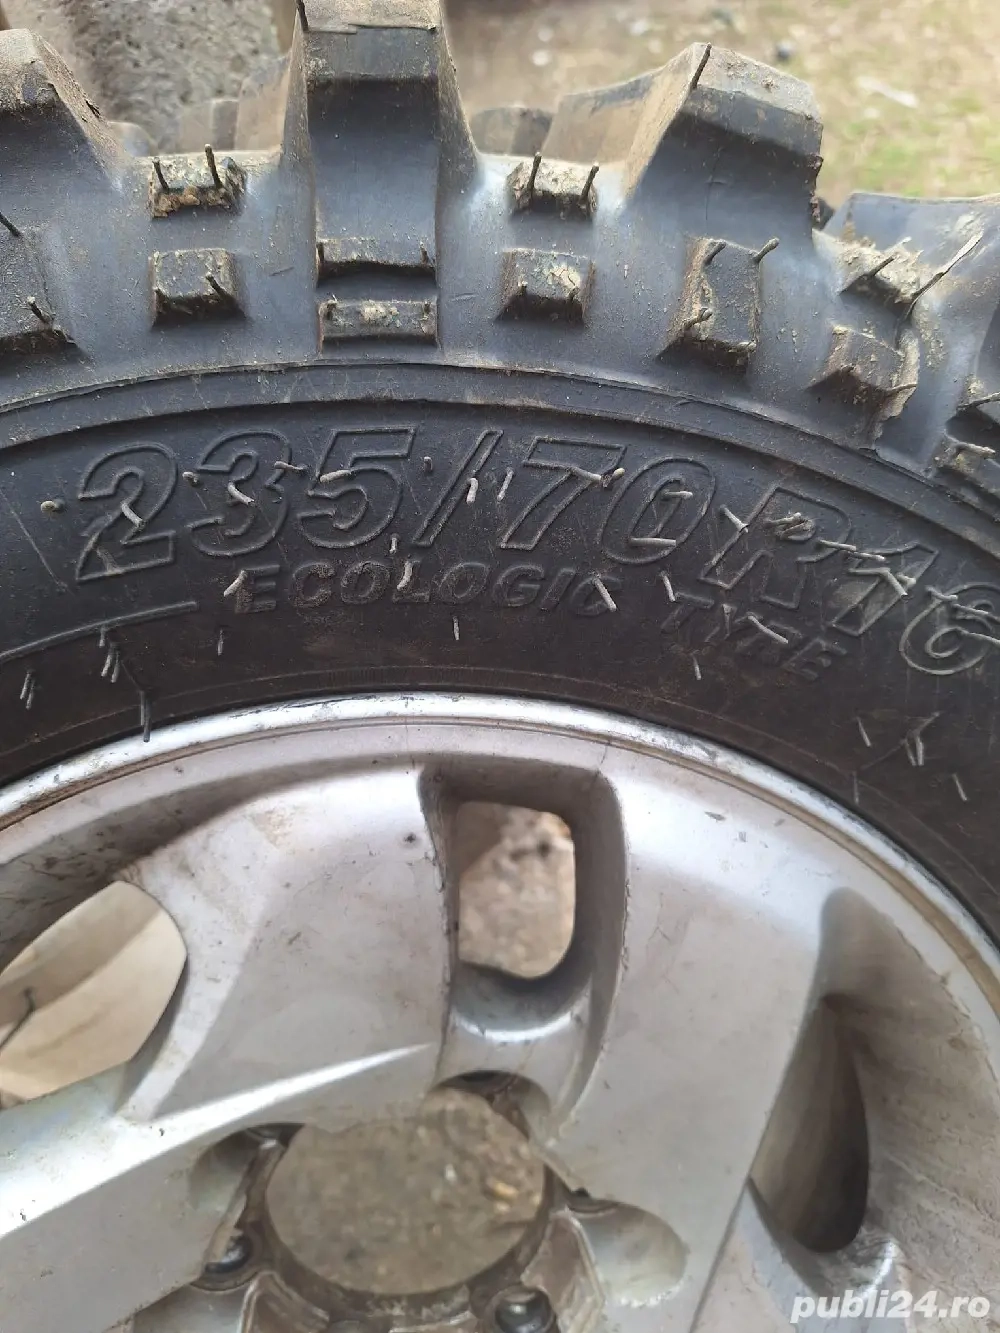 235/70R16
ECOLOGIC TYRE
publi24.ro